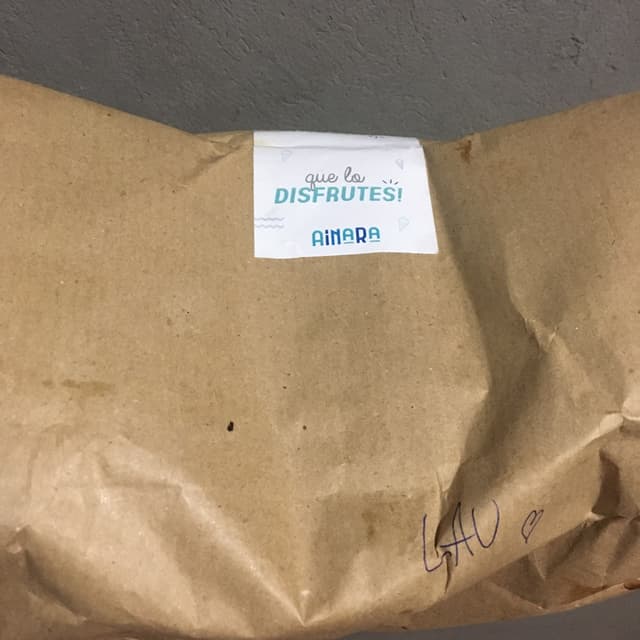 que lo
DISFRUTES!
AiNARA
LAU